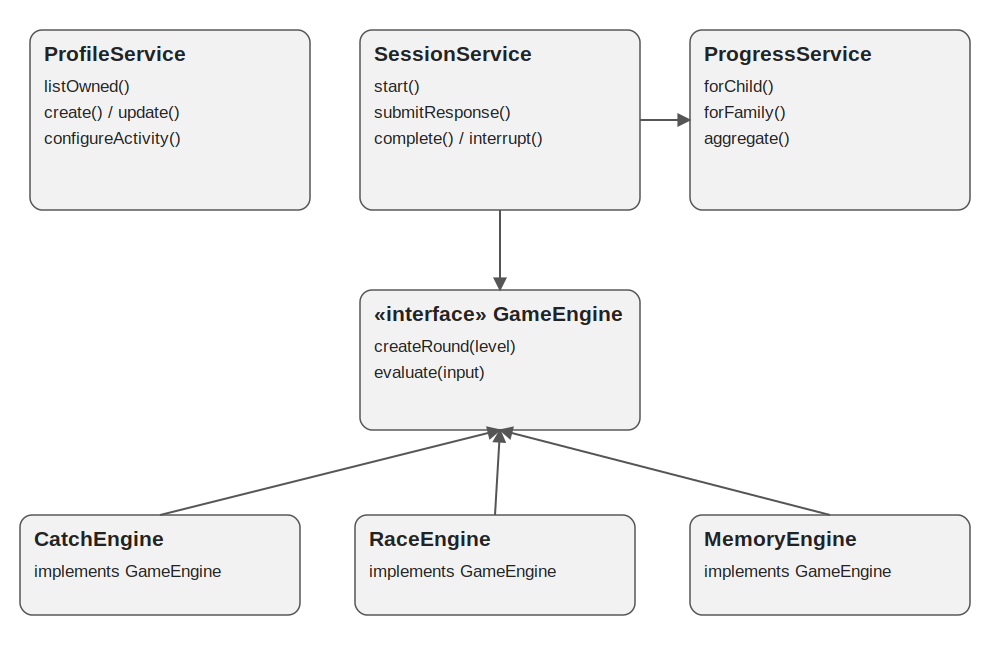 ProfileService
listOwned()
create() / update()
configureActivity()
SessionService
start()
submitResponse()
complete() / interrupt()
ProgressService
forChild()
forFamily()
aggregate()
«interface» GameEngine
createRound(level)
evaluate(input)
CatchEngine
implements GameEngine
RaceEngine
implements GameEngine
MemoryEngine
implements GameEngine